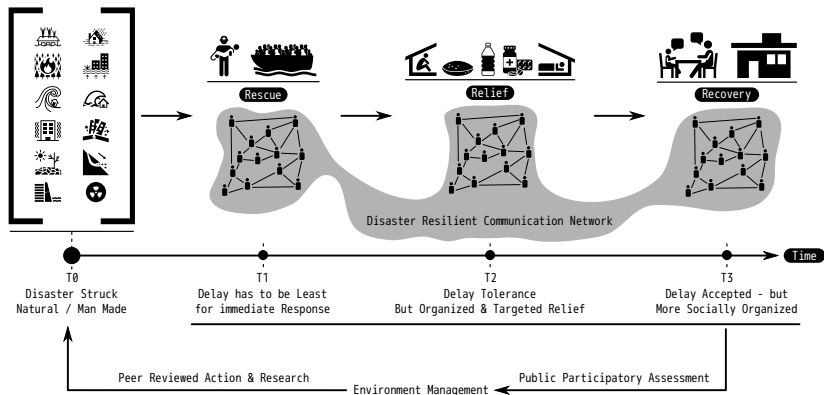 Rescue
Relief
Recovery
Disaster Resilient Communication Network
Time
T0
T1
T2
T3
Disaster Struck
Natural / Man Made
Delay has to be Least
for immediate Response
Delay Tolerance
But Organized & Targeted Relief
Delay Accepted - but
More Socially Organized
Peer Reviewed Action & Research
Public Participatory Assessment
Environment Management